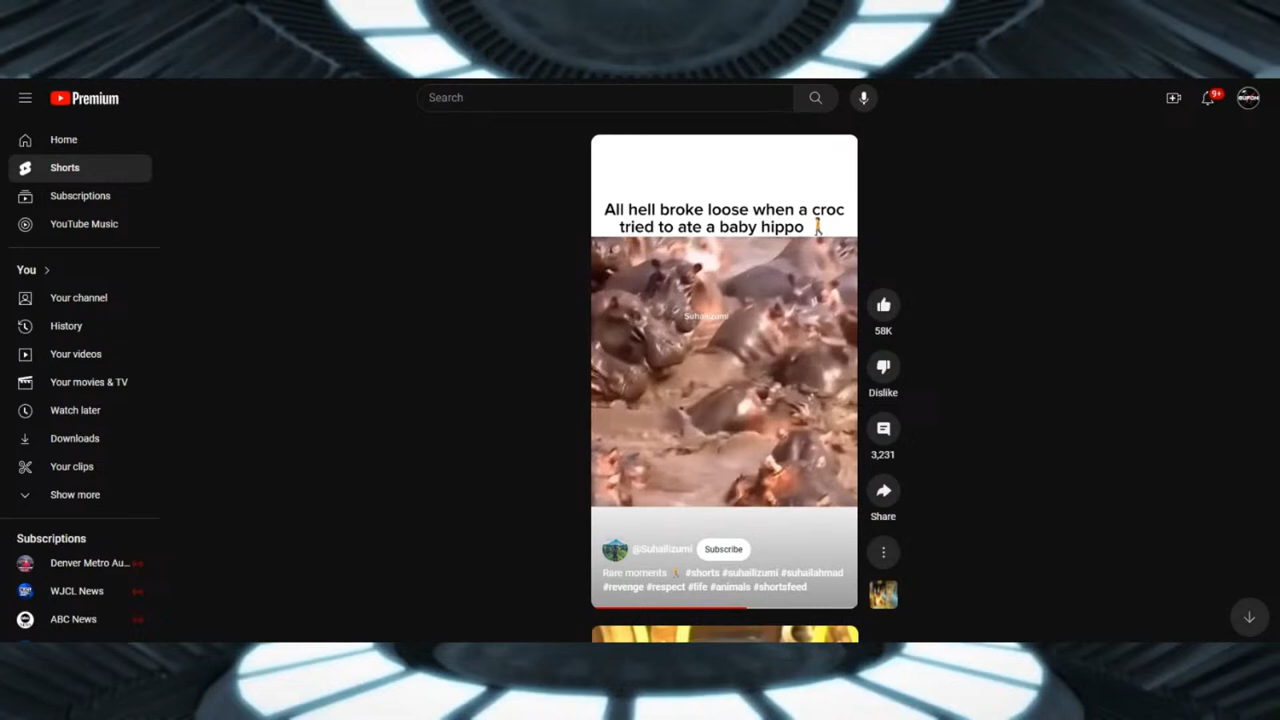 Premium
Search
9+
Home
Shorts
Subscriptions
YouTube Music
You
Your channel
History
Your videos
Your movies & TV
Watch later
Downloads
Your clips
Show more
Subscriptions
Denver Metro Au...
WJCL News
ABC News
All hell broke loose when a croc
tried to ate a baby hippo
Suhailizumi
@Suhailizumi Subscribe
Rare moments #shorts #suhailizumi #suhailahmad
#revenge #respect #life #animals #shortsfeed
58K
Dislike
3,231
Share